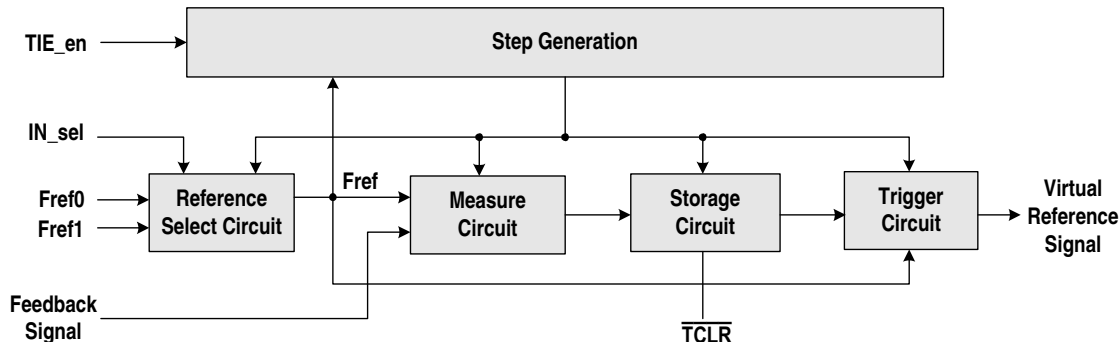 TIE_en
Step Generation
IN_sel
Fref0
Fref1
Reference
Select Circuit
Fref
Measure
Circuit
Storage
Circuit
Trigger
Circuit
Virtual
Reference
Signal
Feedback
Signal
TCLR